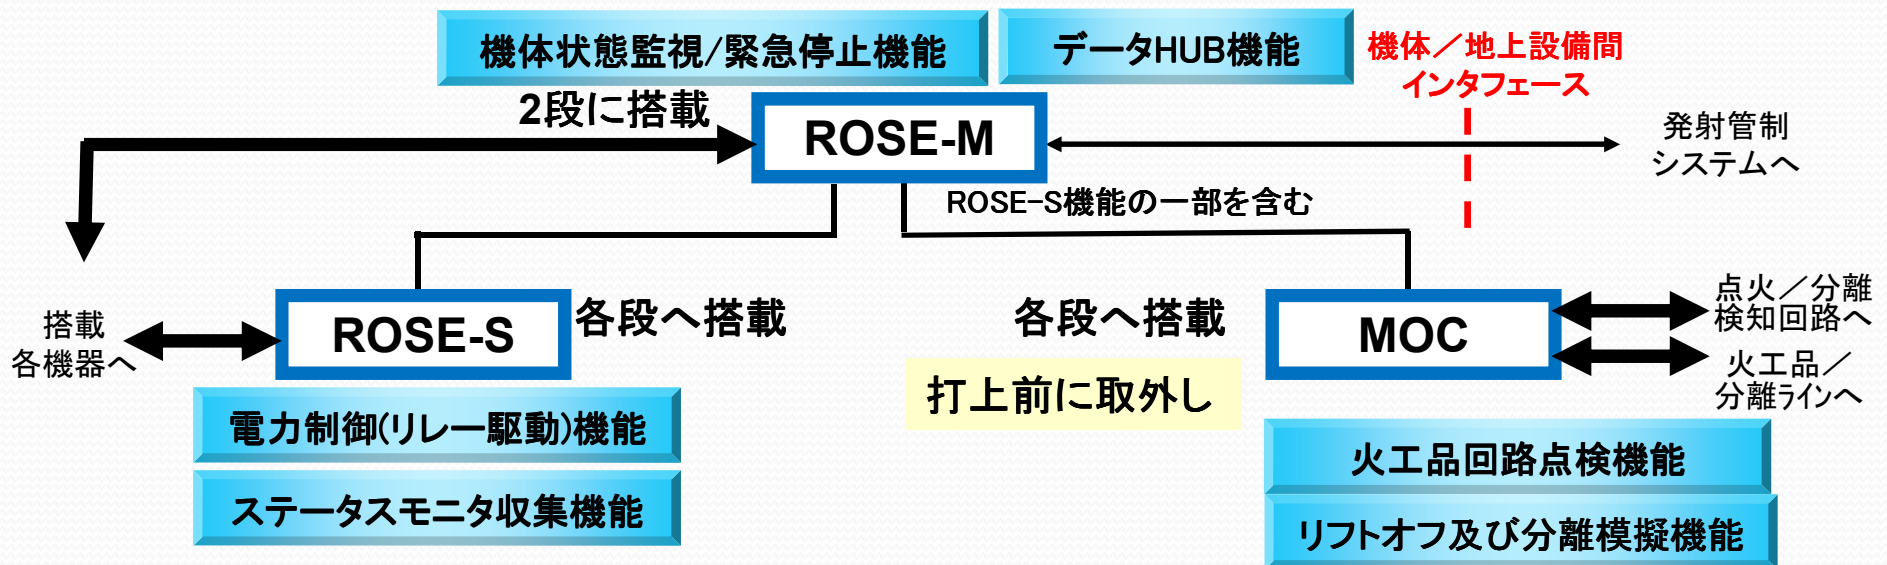 機体状態監視/緊急停止機能
データHUB機能
機体／地上設備間
インタフェース
2段に搭載
ROSE-M
発射管制
システムへ
ROSE-S機能の一部を含む
搭載
各機器へ
ROSE-S
各段へ搭載
各段へ搭載
打上前に取外し
MOC
点火／分離
検知回路へ
火工品／
分離ﾗｲﾝへ
電力制御(リレー駆動)機能
ステータスモニタ収集機能
火工品回路点検機能
リフトオフ及び分離模擬機能